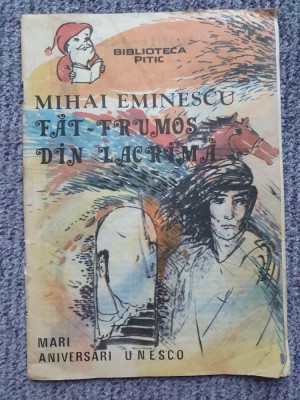 BIBLIOTECA
PITIC
MIHAI EMINESCU
FĂT-FRUMOS
DIN LACRIMĂ
MARI
ANIVERSĂRI UNESCO